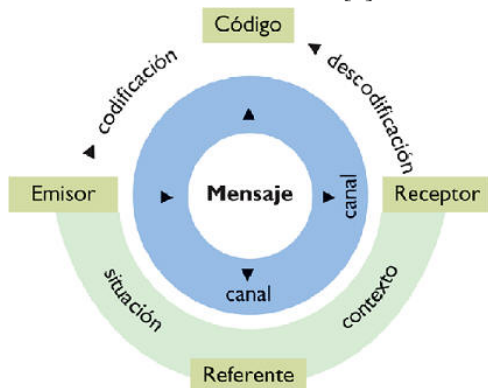 Código
codificación
descodificación
Emisor
Mensaje
canal
Receptor
canal
situación
contexto
Referente